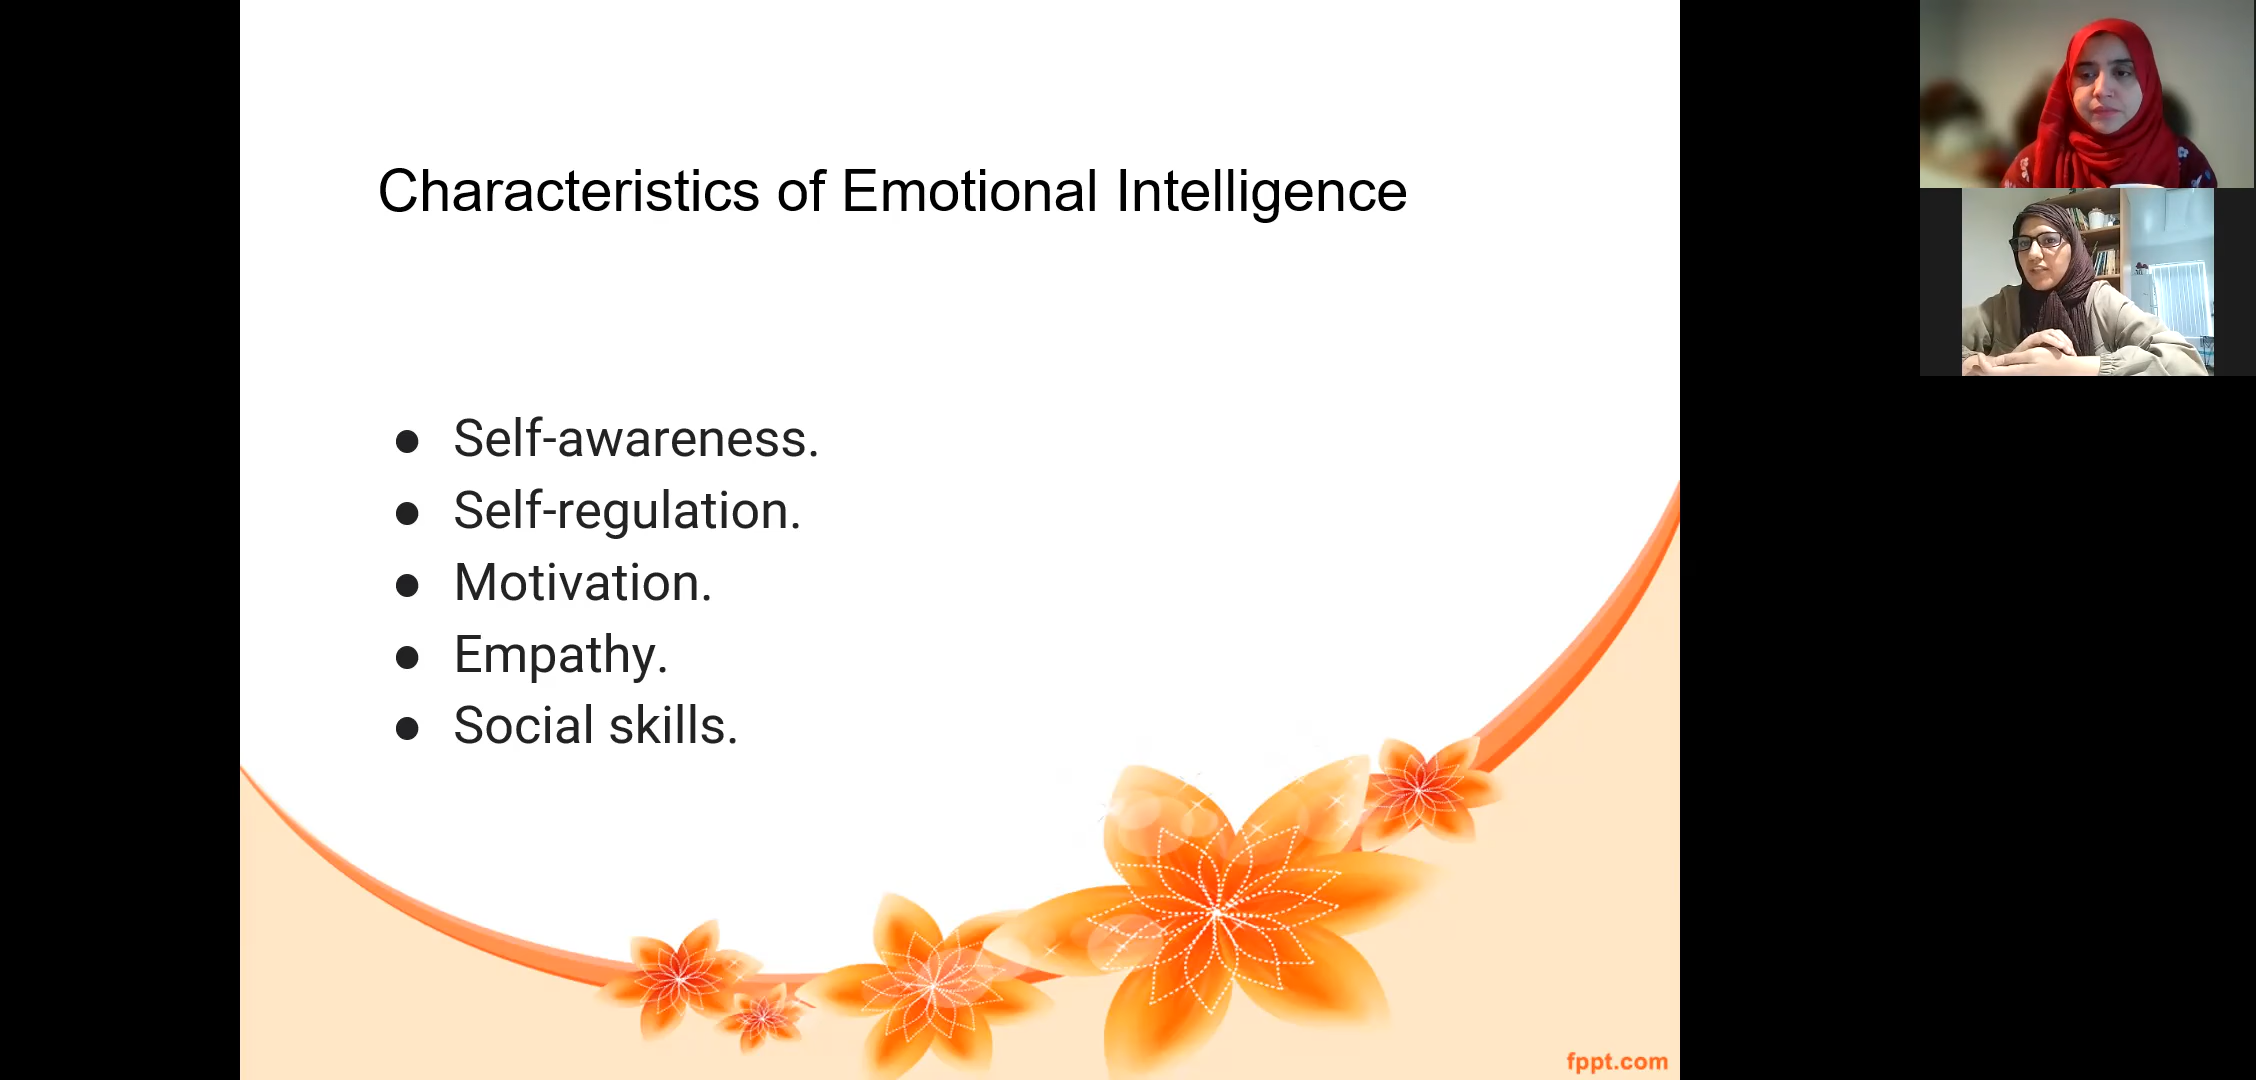 Characteristics of Emotional Intelligence
● Self-awareness.
● Self-regulation.
● Motivation.
● Empathy.
● Social skills.
fppt.com